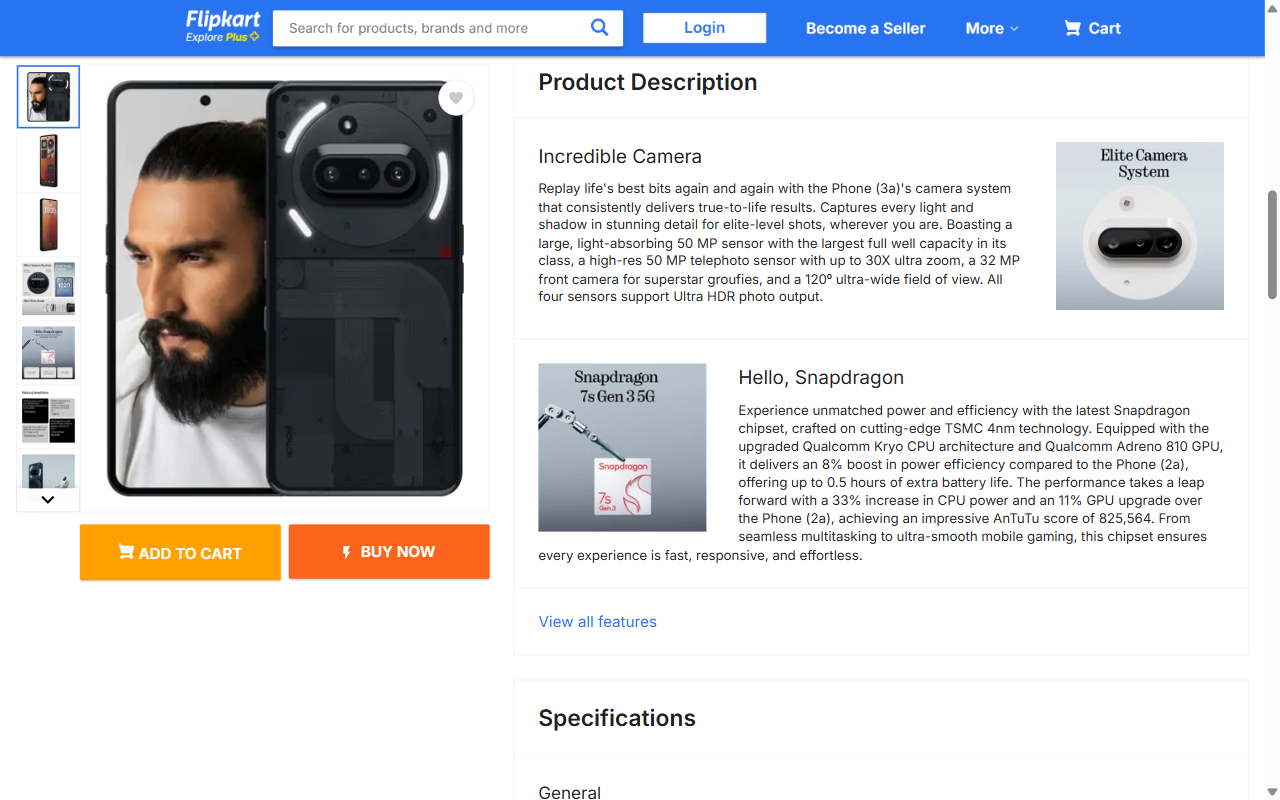 Flipkart
Explore Plus
Search for products, brands and more
Login
Become a Seller
More
Cart
ADD TO CART
BUY NOW
Product Description
Incredible Camera
Replay life's best bits again and again with the Phone (3a)'s camera system
that consistently delivers true-to-life results. Captures every light and
shadow in stunning detail for elite-level shots, wherever you are. Boasting a
large, light-absorbing 50 MP sensor with the largest full well capacity in its
class, a high-res 50 MP telephoto sensor with up to 30X ultra zoom, a 32 MP
front camera for superstar groufies, and a 120º ultra-wide field of view. All
four sensors support Ultra HDR photo output.
Elite Camera
System
Snapdragon
7s Gen 3 5G
Snapdragon
7s
Gen 3
Hello, Snapdragon
Experience unmatched power and efficiency with the latest Snapdragon
chipset, crafted on cutting-edge TSMC 4nm technology. Equipped with the
upgraded Qualcomm Kryo CPU architecture and Qualcomm Adreno 810 GPU,
it delivers an 8% boost in power efficiency compared to the Phone (2a),
offering up to 0.5 hours of extra battery life. The performance takes a leap
forward with a 33% increase in CPU power and an 11% GPU upgrade over
the Phone (2a), achieving an impressive AnTuTu score of 825,564. From
seamless multitasking to ultra-smooth mobile gaming, this chipset ensures
every experience is fast, responsive, and effortless.
View all features
Specifications
General